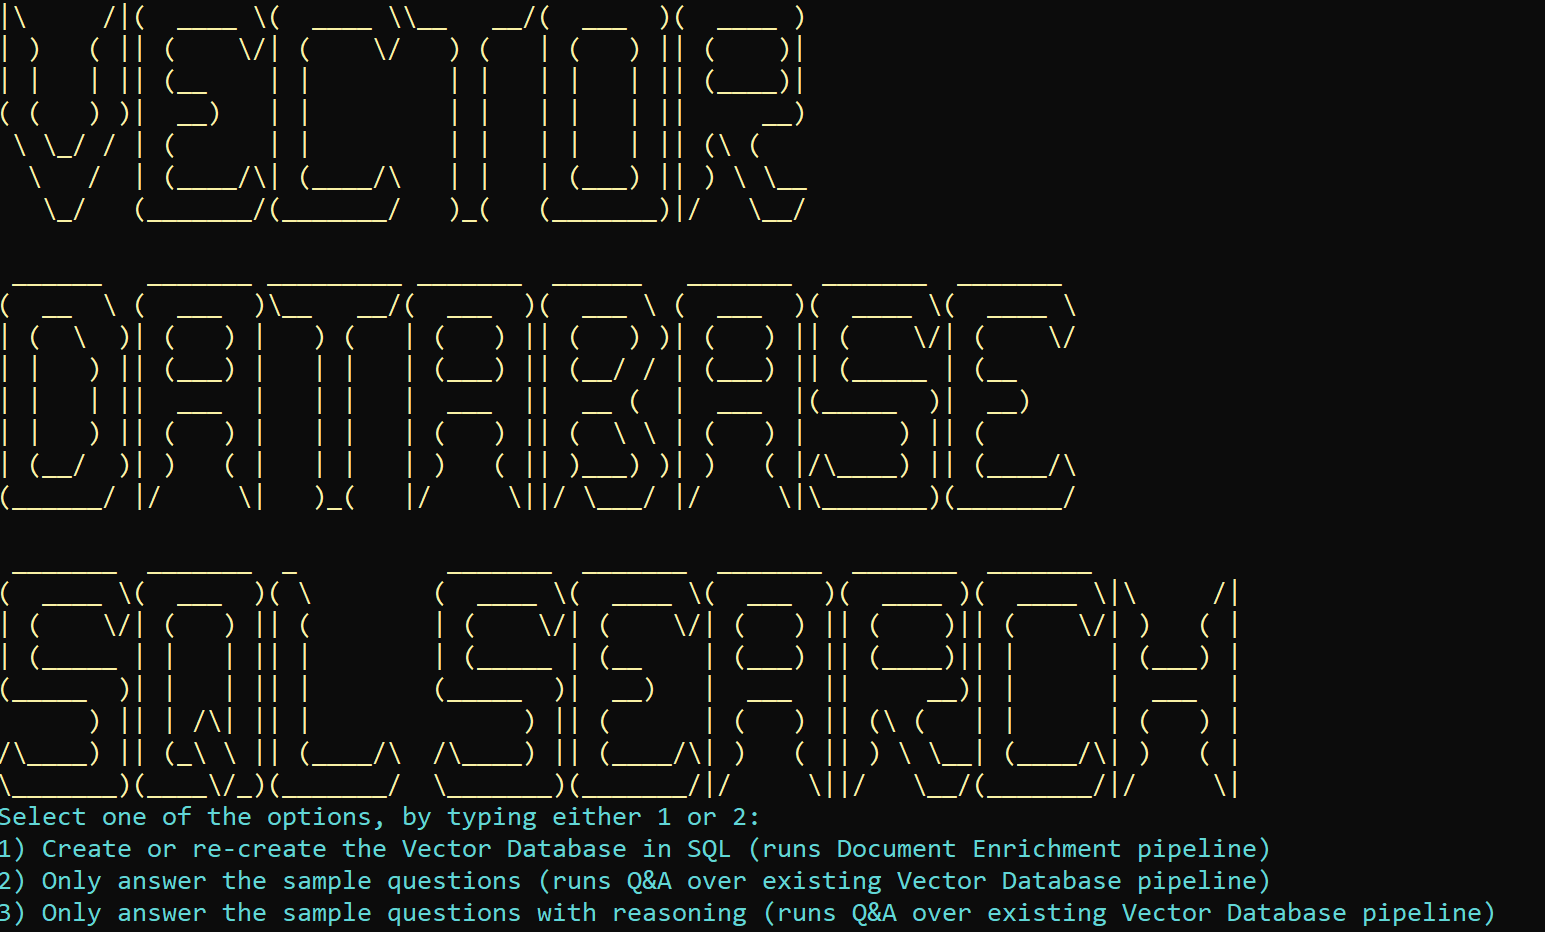 VECTOR
DATABASE
SQL SEARCH
Select one of the options, by typing either 1 or 2:
1) Create or re-create the Vector Database in SQL (runs Document Enrichment pipeline)
2) Only answer the sample questions (runs Q&A over existing Vector Database pipeline)
3) Only answer the sample questions with reasoning (runs Q&A over existing Vector Database pipeline)